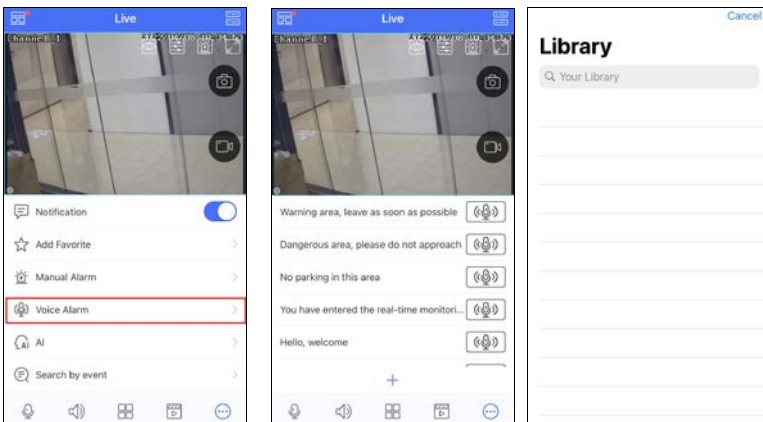 Live
Channel 1
Notification
Add Favorite
Manual Alarm
Voice Alarm
AI
Search by event
Live
Channel 1
Warning area, leave as soon as possible
Dangerous area, please do not approach
No parking in this area
You have entered the real-time monitori...
Hello, welcome
+
Cancel
Library
Your Library